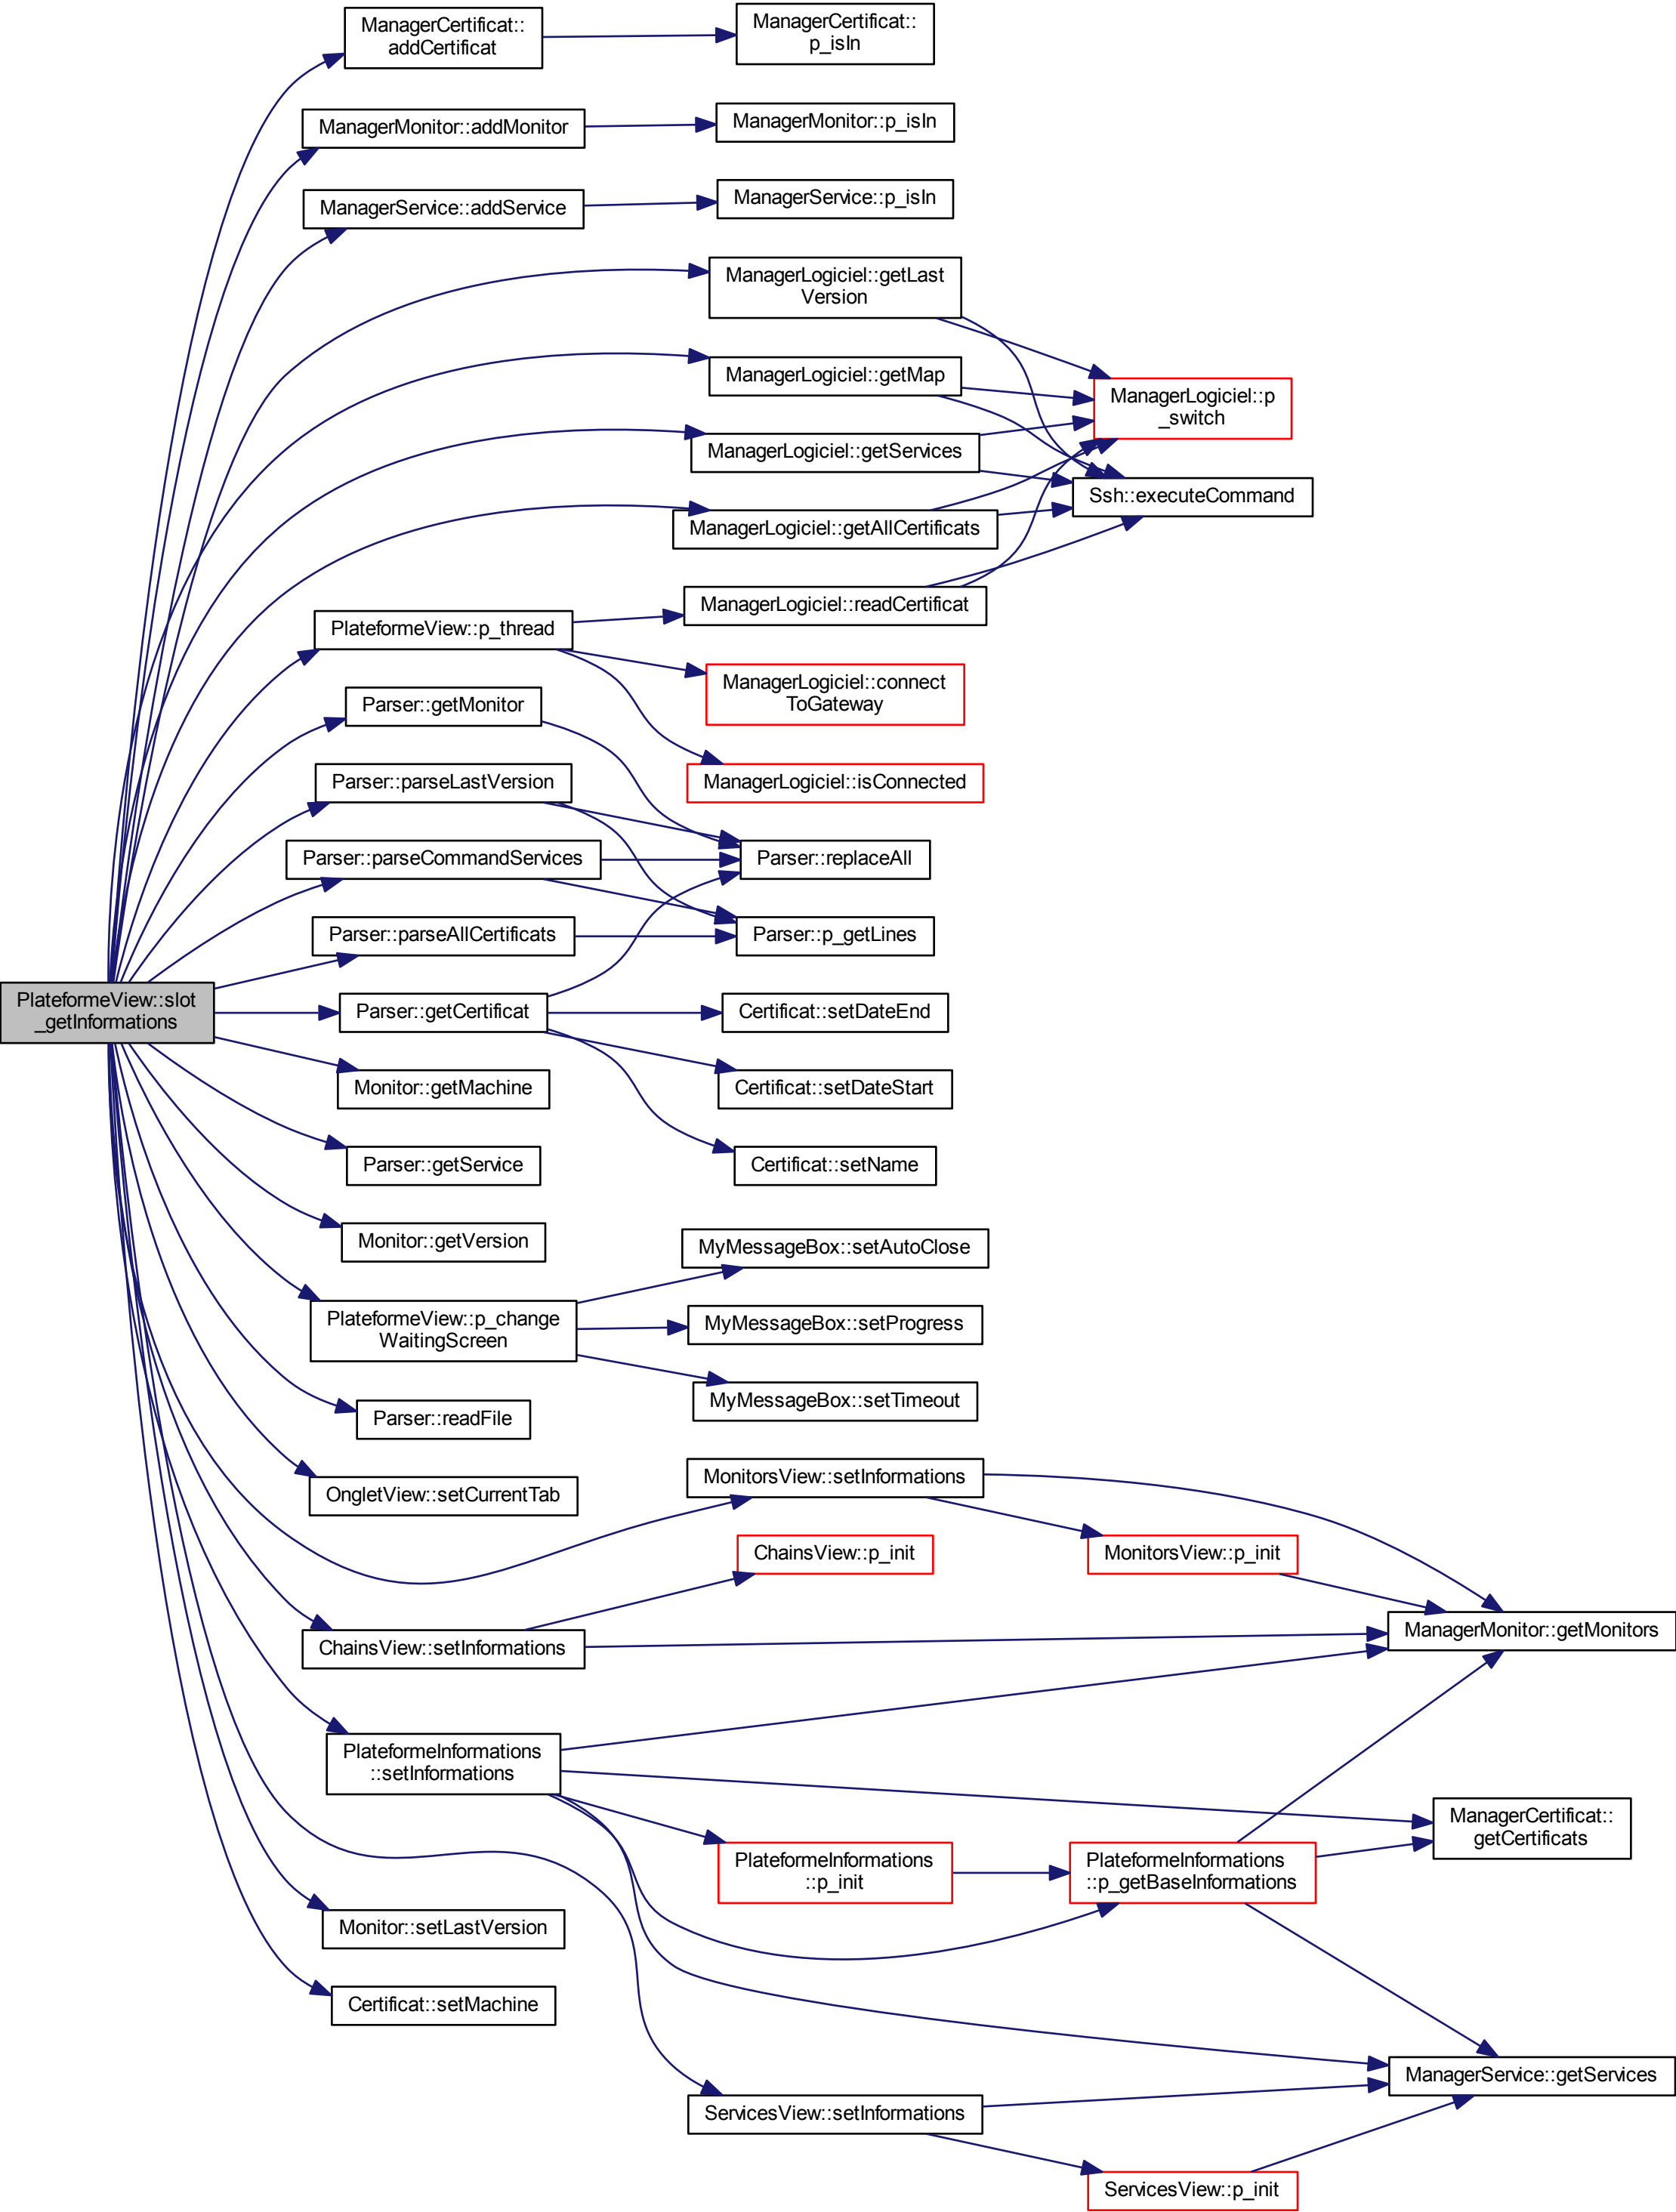 ManagerCertificat::
addCertificat
ManagerCertificat::
p_isIn
ManagerMonitor::addMonitor
ManagerMonitor::p_isIn
ManagerService::addService
ManagerService::p_isIn
ManagerLogiciel::getLast
Version
ManagerLogiciel::getMap
ManagerLogiciel::p
_switch
ManagerLogiciel::getServices
Ssh::executeCommand
ManagerLogiciel::getAllCertificats
ManagerLogiciel::readCertificat
PlateformeView::p_thread
ManagerLogiciel::connect
ToGateway
Parser::getMonitor
ManagerLogiciel::isConnected
Parser::parseLastVersion
Parser::parseCommandServices
Parser::replaceAll
Parser::parseAllCertificats
Parser::p_getLines
PlateformeView::slot
_getInformations
Parser::getCertificat
Certificat::setDateEnd
Monitor::getMachine
Certificat::setDateStart
Parser::getService
Certificat::setName
Monitor::getVersion
MyMessageBox::setAutoClose
PlateformeView::p_change
WaitingScreen
MyMessageBox::setProgress
MyMessageBox::setTimeout
Parser::readFile
OngletView::setCurrentTab
MonitorsView::setInformations
ChainsView::p_init
MonitorsView::p_init
ChainsView::setInformations
ManagerMonitor::getMonitors
PlateformeInformations
::setInformations
ManagerCertificat::
getCertificats
PlateformeInformations
::p_init
PlateformeInformations
::p_getBaseInformations
Monitor::setLastVersion
Certificat::setMachine
ManagerService::getServices
ServicesView::setInformations
ServicesView::p_init